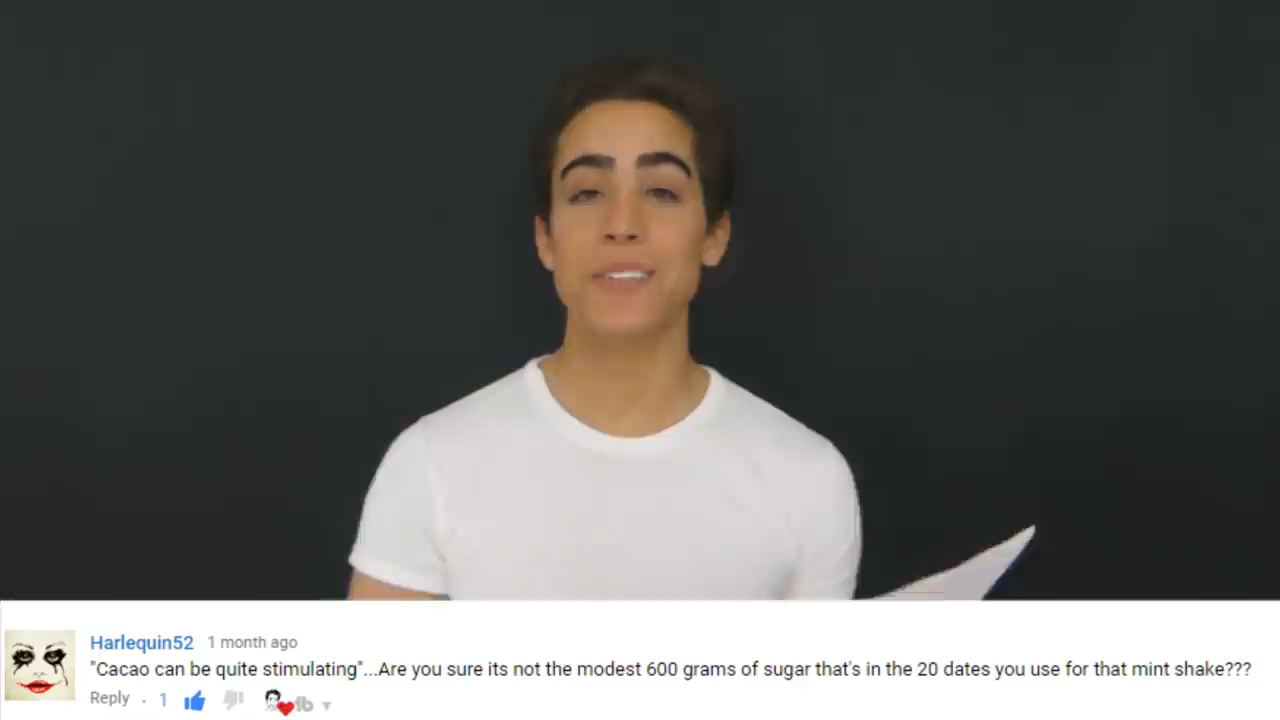 Harlequin52 1 month ago
"Cacao can be quite stimulating"...Are you sure its not the modest 600 grams of sugar that's in the 20 dates you use for that mint shake???
Reply . 1